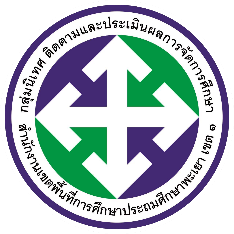 กลุ่มนิเทศ ติดตามและประเมินผลการจัดการศึกษา
สำนักงานเขตพื้นที่การศึกษาประถมศึกษาพะเยา เขต ๑